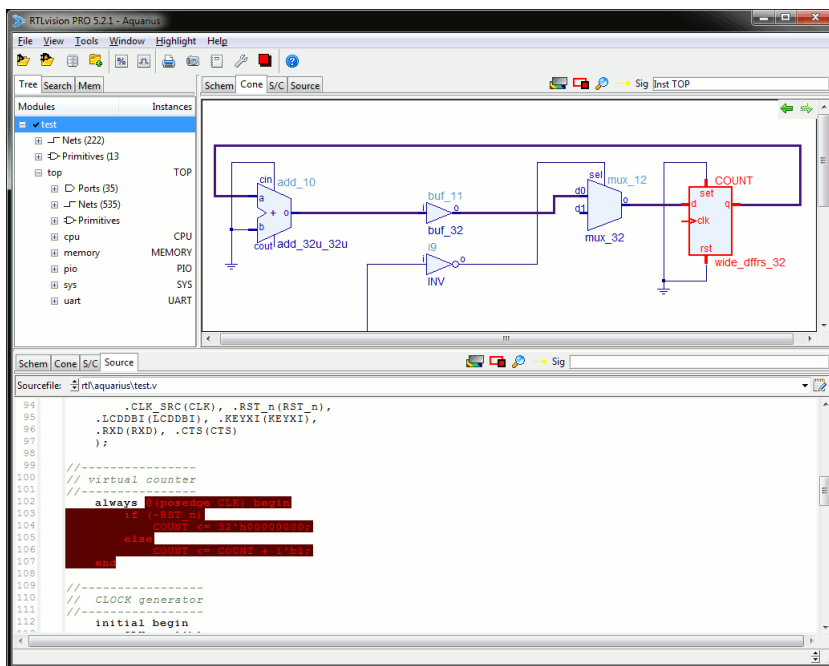 RTLvision PRO 5.2.1 - Aquarius
File View Tools Window Highlight Help
Tree Search Mem
Schem Cone S/C Source
Sig Inst TOP
Modules Instances
test
Nets (222)
Primitives (13
top TOP
Ports (35)
Nets (535)
Primitives
cpu CPU
memory MEMORY
pio PIO
sys SYS
uart UART
cin add_10
a
+ o
b
cout add_32u_32u
buf_11
i o
buf_32
i9
i o
INV
sel mux_12
d0
d1 o
mux_32
COUNT
set
d q
clk
rst
wide_dffrs_32
Schem Cone S/C Source
Sig
Sourcefile: rtl\aquarius\test.v
94 .CLK_SRC(CLK), .RST_n(RST_n),
95 .LCDDBI(LCDDBI), .KEYXI(KEYXI),
96 .RXD(RXD), .CTS(CTS)
97 );
98
99 //----------------
100 // virtual counter
101 //----------------
102 always @(posedge CLK) begin
103 if (~RST_n)
104 COUNT <= 32'h00000000;
105 else
106 COUNT <= COUNT + 1'b1;
107 end
108
109 //-----------------
110 // CLOCK generator
111 //-----------------
112 initial begin